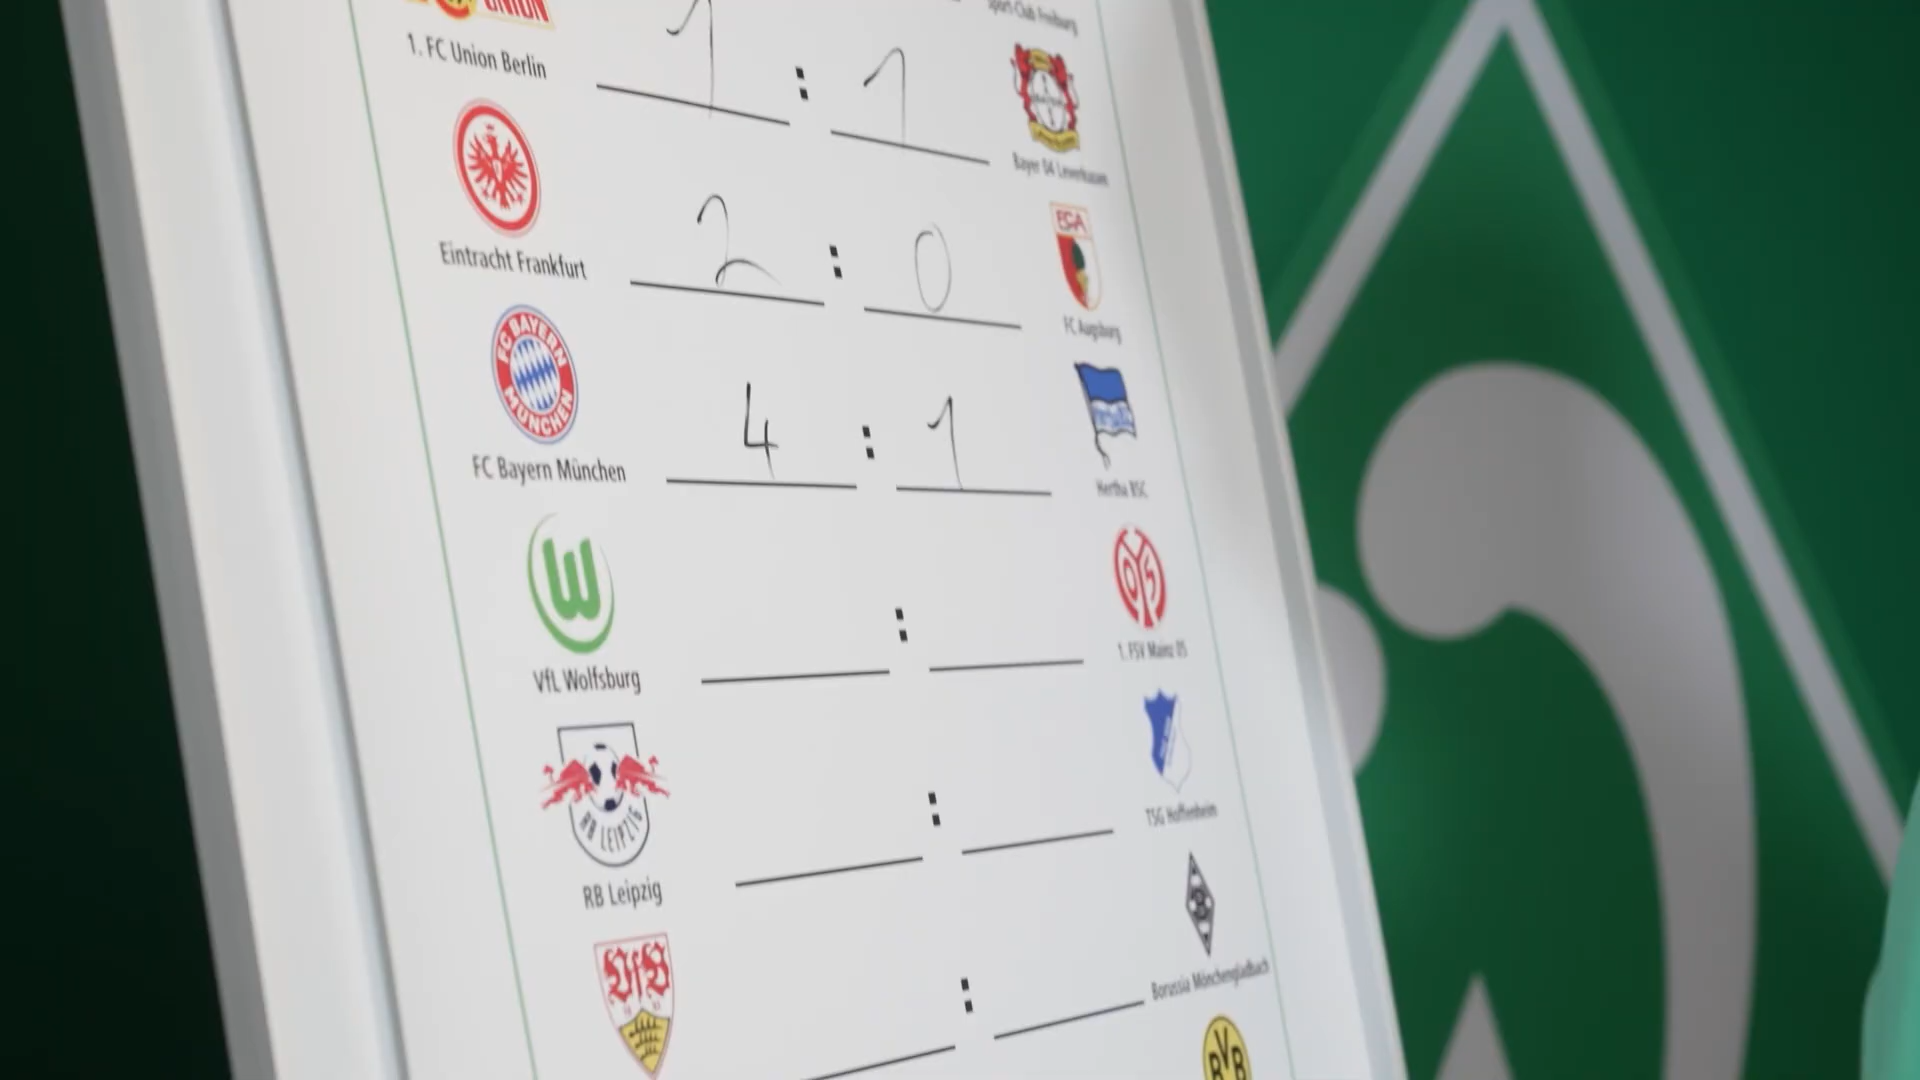 UNION
Sport-Club Freiburg
1. FC Union Berlin
1 : 1
Bayer 04 Leverkusen
Eintracht Frankfurt
2 : 0
FCA
FC Augsburg
FC BAYERN
MÜNCHEN
FC Bayern München
4 : 1
Hertha BSC
W
VfL Wolfsburg
:
05
1. FSV Mainz 05
RB LEIPZIG
RB Leipzig
:
TSG Hoffenheim
VfB
:
B
Borussia Mönchengladbach
BVB